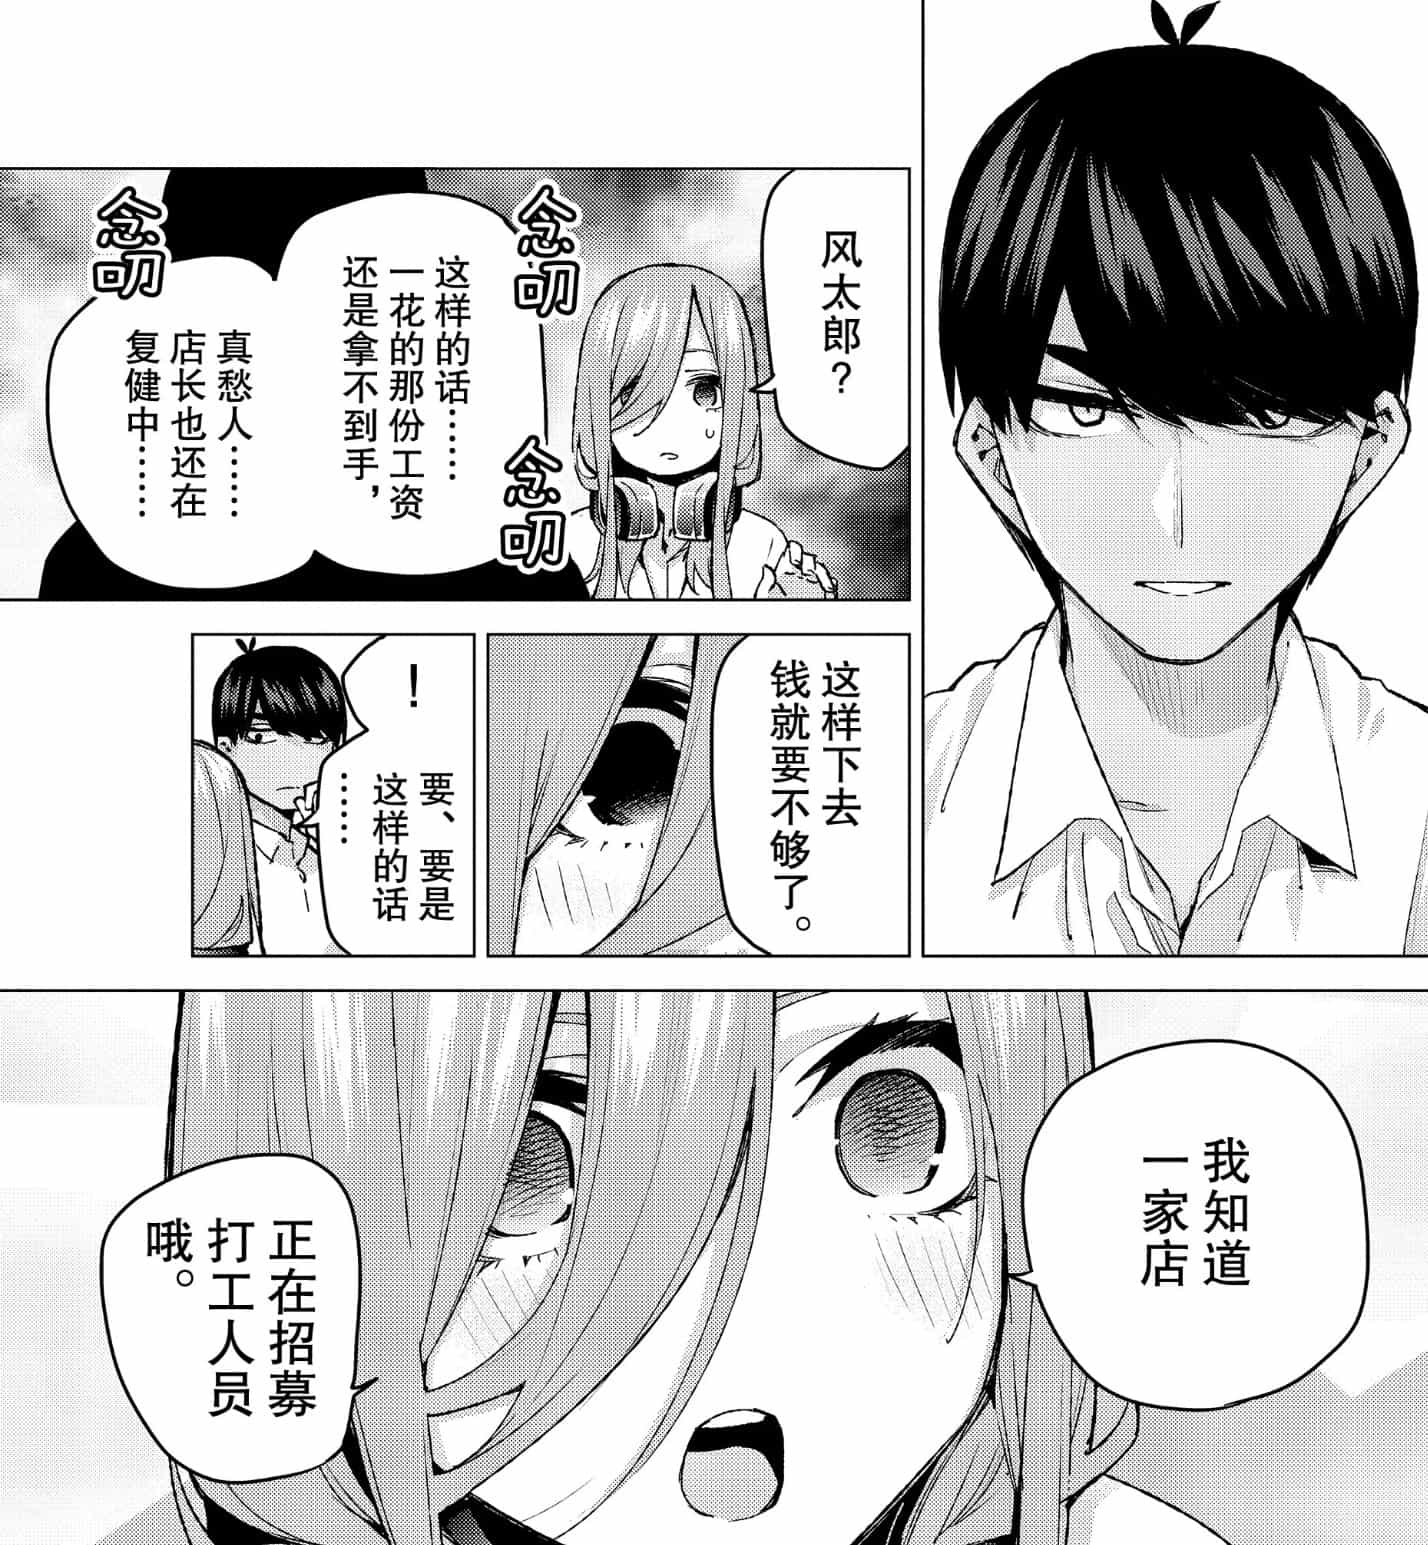 风太郎？
念叨
这样的话……
一花的那份工资
还是拿不到手，
念叨
真愁人……
店长也还在
复健中……
念叨
这样下去
钱就要不够了。
！
要、要是
这样的话
……
我知道
一家店
正在招募
打工人员
哦。